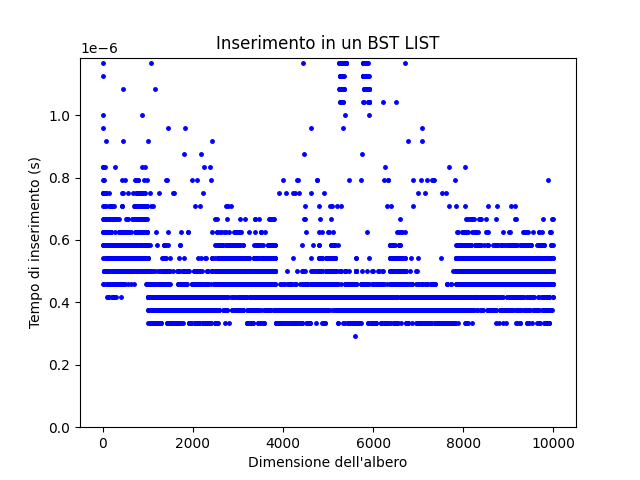 Inserimento in un BST LIST
1e−6
1.0
0.8
0.6
0.4
0.2
0.0
Tempo di inserimento (s)
0 2000 4000 6000 8000 10000
Dimensione dell'albero